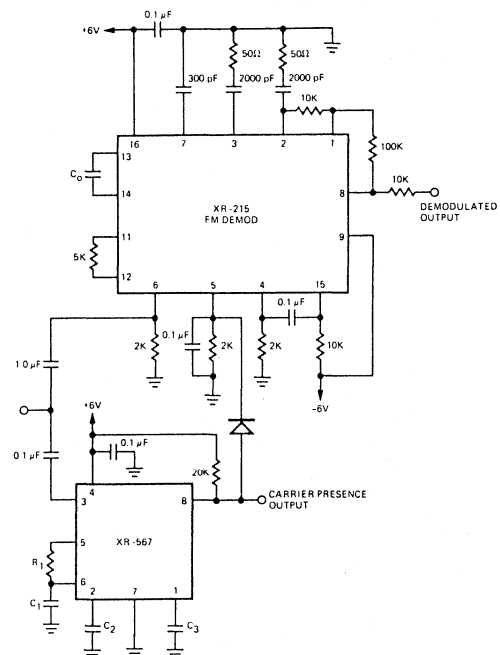 0.1 µF
+6V
50Ω
50Ω
300 pF
2000 pF
2000 pF
10K
16
7
3
2
1
13
C₀
14
100K
10K
8
DEMODULATED
OUTPUT
XR-215
FM DEMOD
11
9
5K
12
6
5
4
15
0.1 µF
0.1 µF
2K
2K
2K
10K
1.0 µF
+6V
-6V
0.1 µF
0.1 µF
20K
4
3
8
CARRIER PRESENCE
OUTPUT
5
XR-567
R₁
6
2
7
1
C₁
C₂
C₃